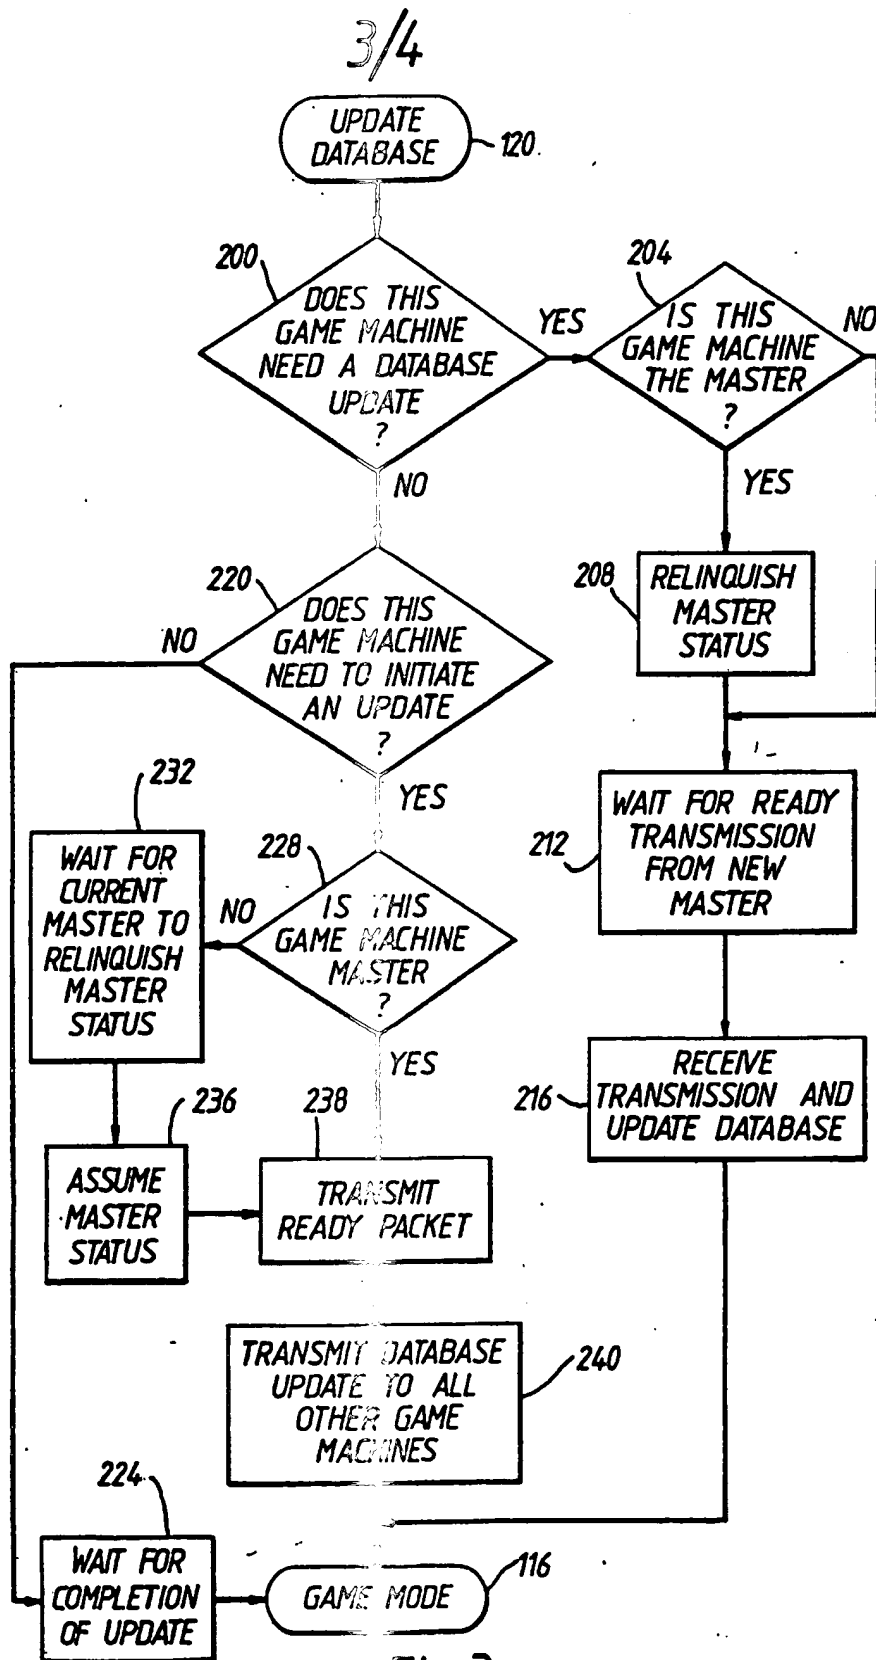 3/4
UPDATE
DATABASE
120
200
DOES THIS
GAME MACHINE
NEED A DATABASE
UPDATE
?
YES
204
IS THIS
GAME MACHINE
THE MASTER
?
NO
NO
YES
208
RELINQUISH
MASTER
STATUS
220
DOES THIS
GAME MACHINE
NEED TO INITIATE
AN UPDATE
?
NO
YES
212
WAIT FOR READY
TRANSMISSION
FROM NEW
MASTER
232
WAIT FOR
CURRENT
MASTER TO
RELINQUISH
MASTER
STATUS
228
IS THIS
GAME MACHINE
MASTER
?
NO
YES
216
RECEIVE
TRANSMISSION AND
UPDATE DATABASE
236
ASSUME
MASTER
STATUS
238
TRANSMIT
READY PACKET
TRANSMIT DATABASE
UPDATE TO ALL
OTHER GAME
MACHINES
240
224
WAIT FOR
COMPLETION
OF UPDATE
GAME MODE
116